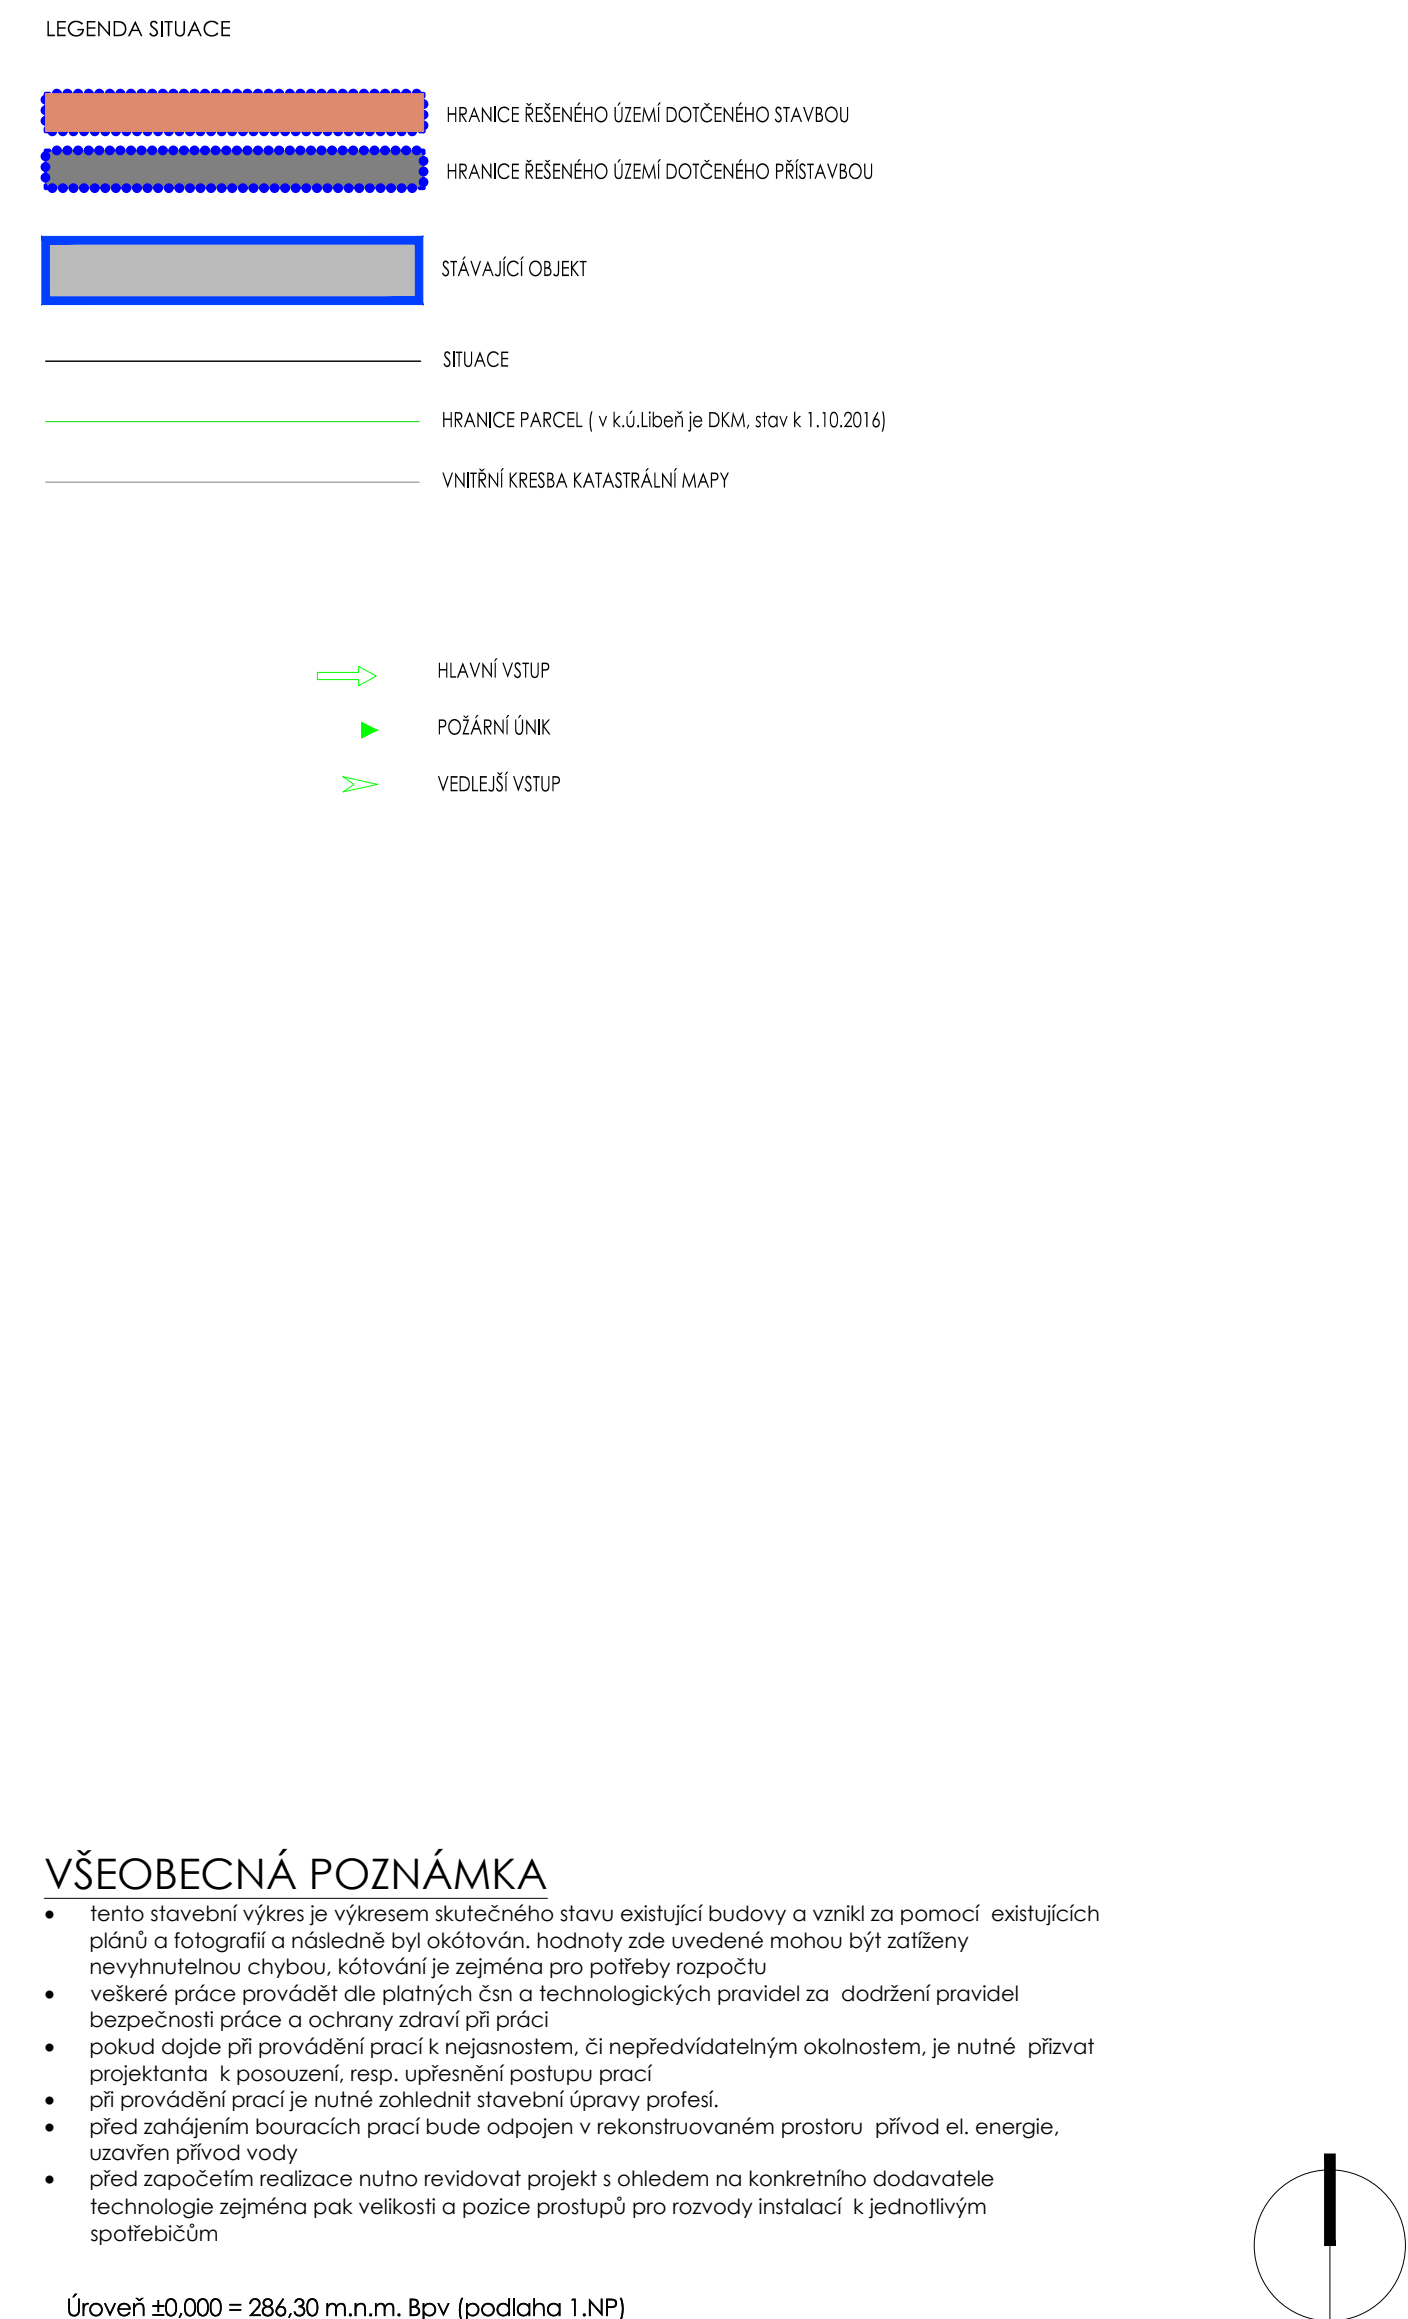 LEGENDA SITUACE
HRANICE ŘEŠENÉHO ÚZEMÍ DOTČENÉHO STAVBOU
HRANICE ŘEŠENÉHO ÚZEMÍ DOTČENÉHO PŘÍSTAVBOU
STÁVAJÍCÍ OBJEKT
SITUACE
HRANICE PARCEL ( v k.ú.Libeň je DKM, stav k 1.10.2016)
VNITŘNÍ KRESBA KATASTRÁLNÍ MAPY
HLAVNÍ VSTUP
POŽÁRNÍ ÚNIK
VEDLEJŠÍ VSTUP
VŠEOBECNÁ POZNÁMKA
• tento stavební výkres je výkresem skutečného stavu existující budovy a vznikl za pomocí existujících
plánů a fotografií a následně byl okótován. hodnoty zde uvedené mohou být zatíženy
nevyhnutelnou chybou, kótování je zejména pro potřeby rozpočtu
• veškeré práce provádět dle platných čsn a technologických pravidel za dodržení pravidel
bezpečnosti práce a ochrany zdraví při práci
• pokud dojde při provádění prací k nejasnostem, či nepředvídatelným okolnostem, je nutné přizvat
projektanta k posouzení, resp. upřesnění postupu prací
• při provádění prací je nutné zohlednit stavební úpravy profesí.
• před zahájením bouracích prací bude odpojen v rekonstruovaném prostoru přívod el. energie,
uzavřen přívod vody
• před započetím realizace nutno revidovat projekt s ohledem na konkretního dodavatele
technologie zejména pak velikosti a pozice prostupů pro rozvody instalací k jednotlivým
spotřebičům
Úroveň ±0,000 = 286,30 m.n.m. Bpv (podlaha 1.NP)